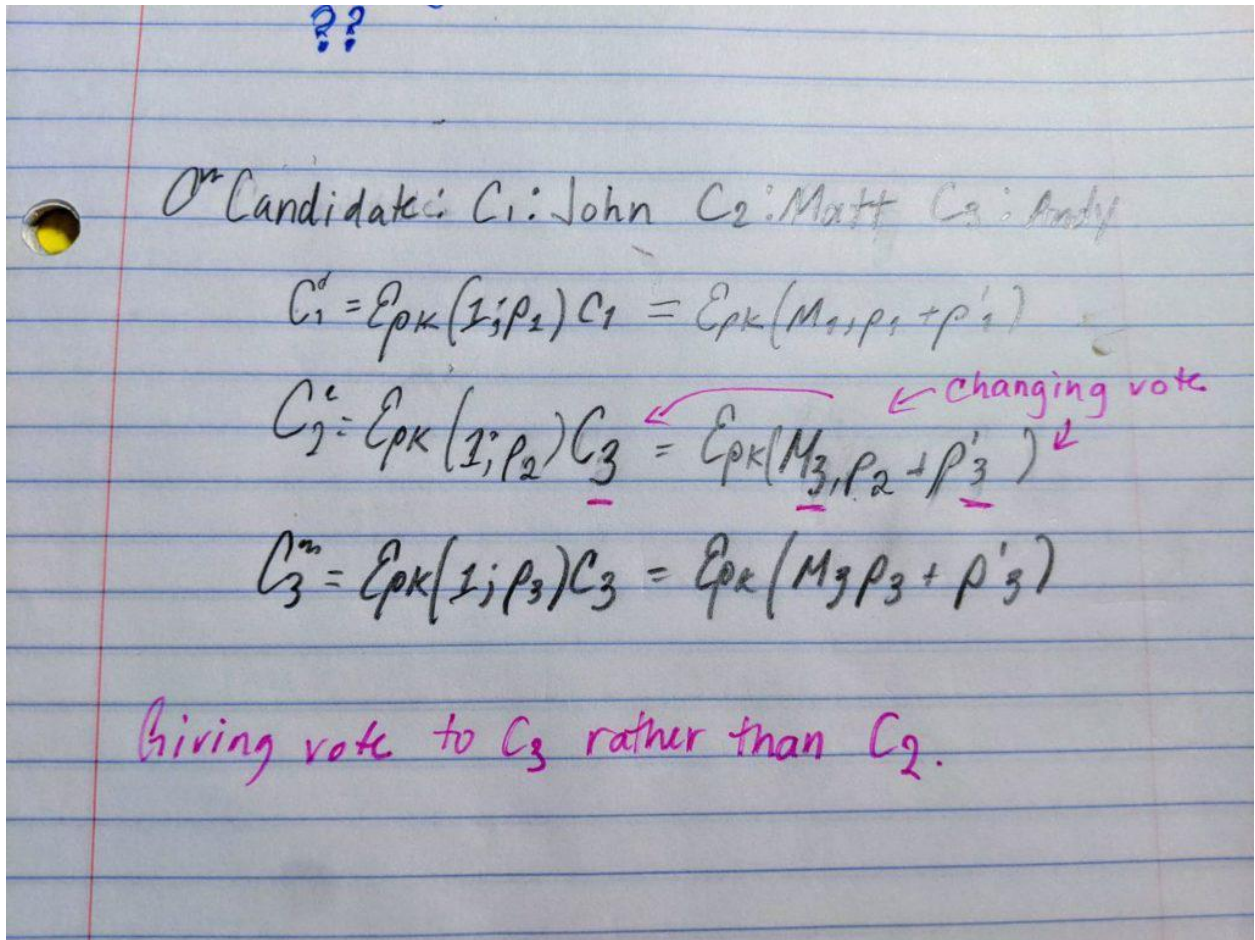 ??
Candidate: C₁: John C₂: Matt C₃: Andy
C₁ = Epk(1; ρ₁) C₁ = Epk(M₁, ρ₁ + ρ'₁)
← Changing vote
C₂ = Epk(1; ρ₂) C₃ = Epk(M₃, ρ₂ + ρ'₃)
C₃ᵐ = Epk(1; ρ₃) C₃ = Epk(M₃ ρ₃ + ρ'₃)
Giving vote to C₃ rather than C₂.